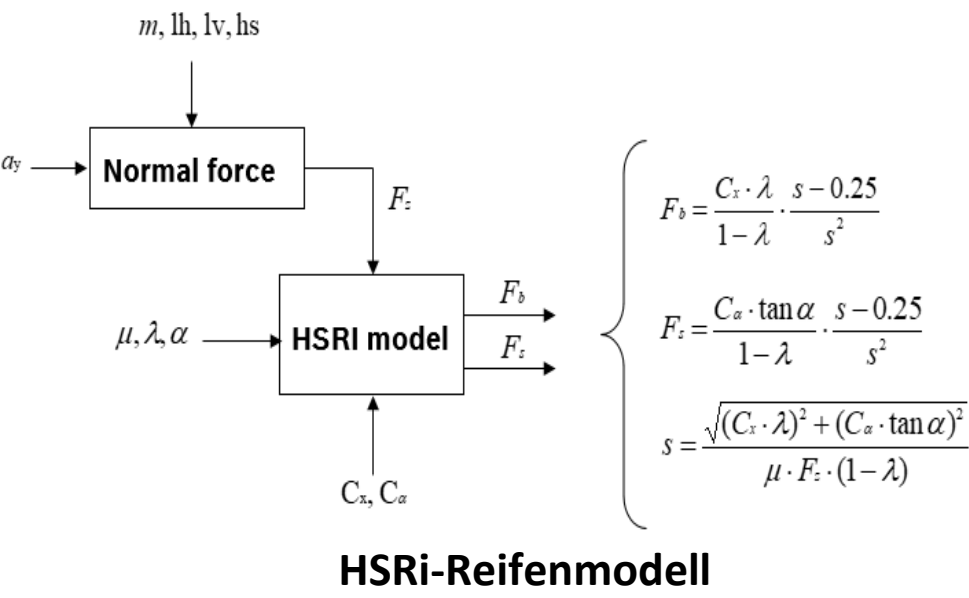 m, lh, lv, hs
a_y
Normal force
F_z
μ, λ, α
HSRI model
F_b
F_s
C_x, C_α
F_b = (C_x · λ)/(1 − λ) · (s − 0.25)/s²
F_s = (C_α · tan α)/(1 − λ) · (s − 0.25)/s²
s = √((C_x · λ)² + (C_α · tan α)²)/(μ · F_z · (1 − λ))
HSRi-Reifenmodell